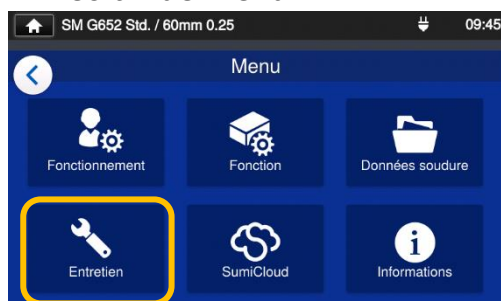 SM G652 Std. / 60mm 0.25 09:45
Menu
Fonctionnement Fonction Données soudure
Entretien SumiCloud Informations